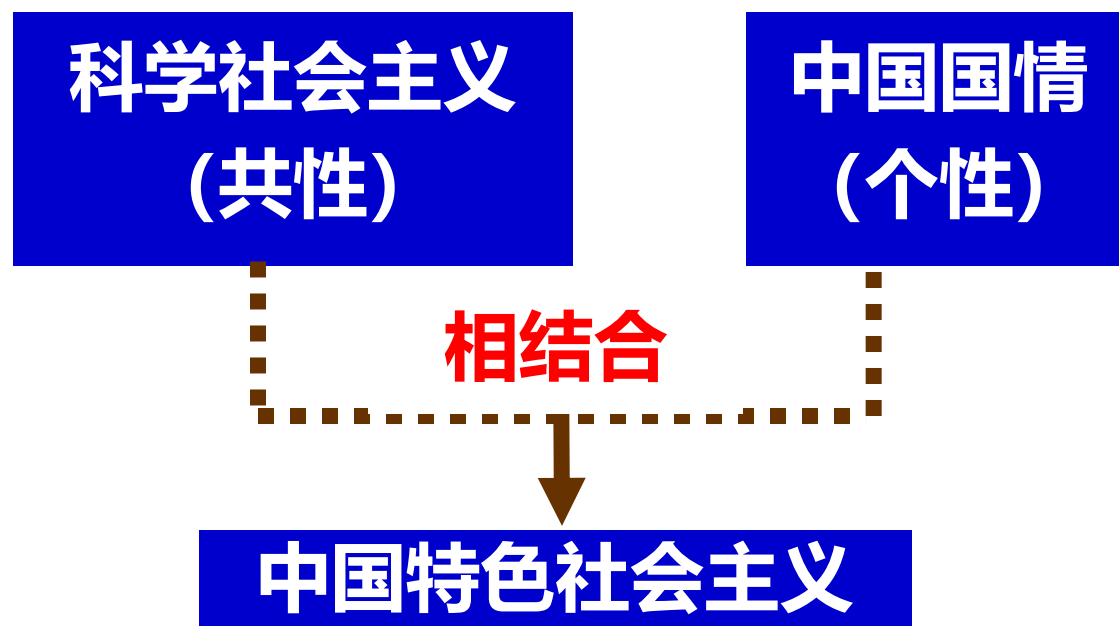 科学社会主义
（共性）
中国国情
（个性）
相结合
中国特色社会主义